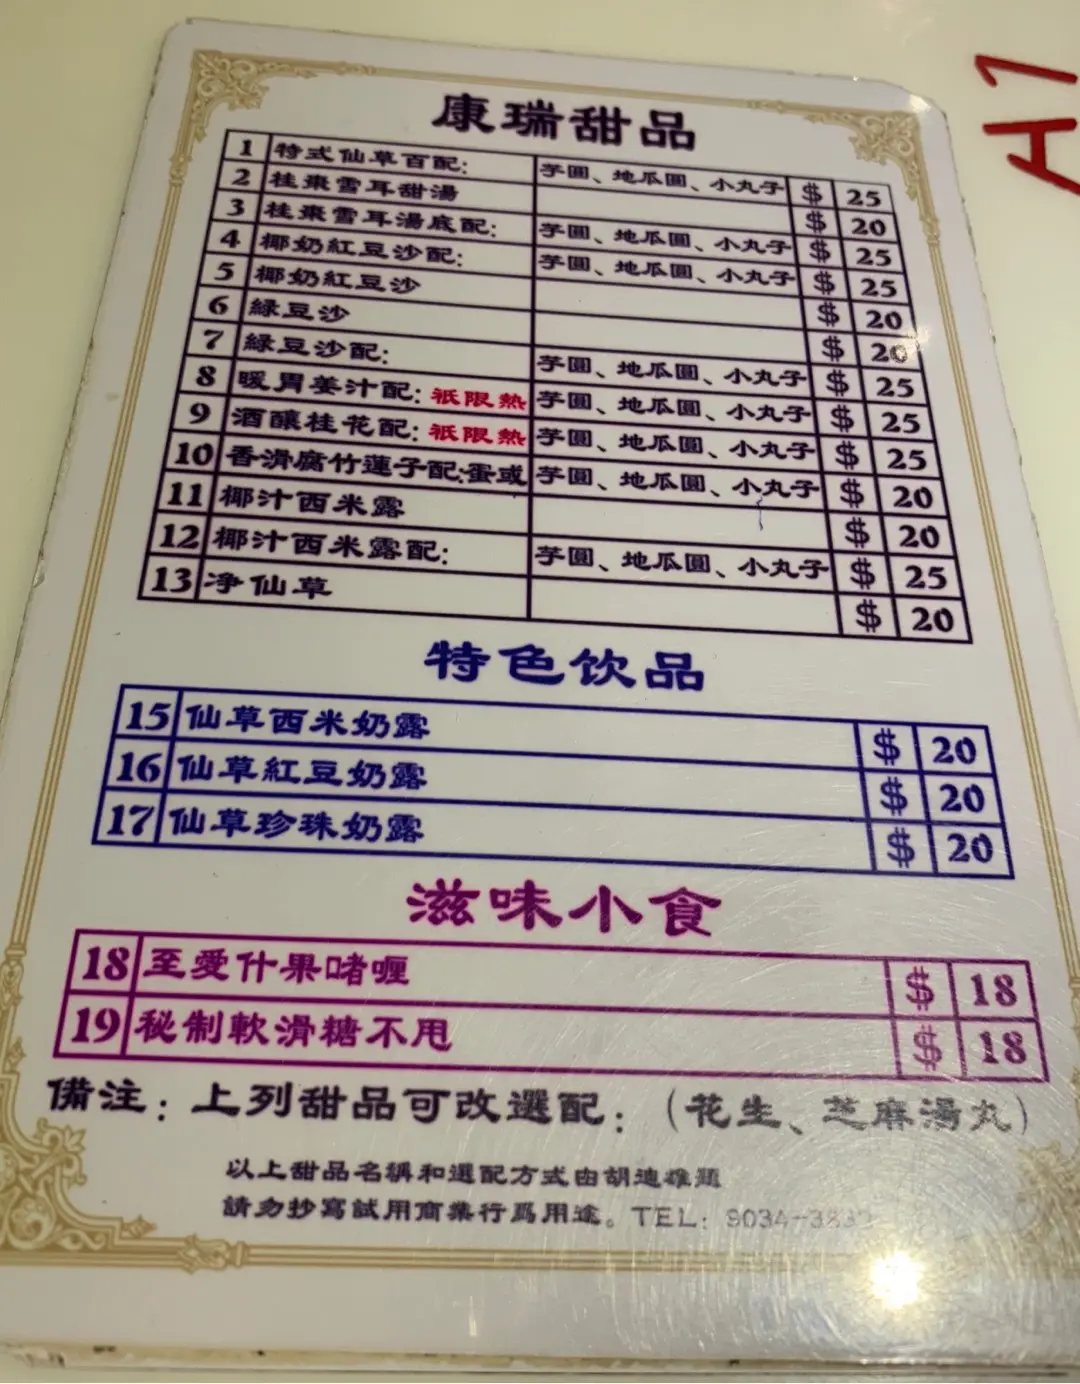 A1
康瑞甜品
1 特式仙草百配: 芋圓、地瓜圓、小丸子 $ 25
2 桂棗雪耳甜湯 $ 20
3 桂棗雪耳湯底配: 芋圓、地瓜圓、小丸子 $ 25
4 椰奶紅豆沙配: 芋圓、地瓜圓、小丸子 $ 25
5 椰奶紅豆沙 $ 20
6 綠豆沙 $ 20
7 綠豆沙配: 芋圓、地瓜圓、小丸子 $ 25
8 暖胃姜汁配: 祇限熱 芋圓、地瓜圓、小丸子 $ 25
9 酒釀桂花配: 祇限熱 芋圓、地瓜圓、小丸子 $ 25
10 香滑腐竹蓮子配:蛋或 芋圓、地瓜圓、小丸子 $ 20
11 椰汁西米露 $ 20
12 椰汁西米露配: 芋圓、地瓜圓、小丸子 $ 25
13 净仙草 $ 20
特色饮品
15 仙草西米奶露 $ 20
16 仙草紅豆奶露 $ 20
17 仙草珍珠奶露 $ 20
滋味小食
18 至愛什果啫喱 $ 18
19 秘制軟滑糖不甩 $ 18
備注: 上列甜品可改選配: (花生、芝麻湯丸)
以上甜品名稱和選配方式由胡迪雄題
請勿抄寫試用商業行爲用途。TEL: 9034-38